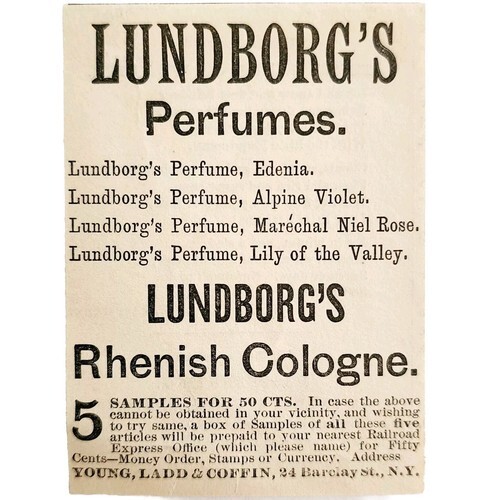 LUNDBORG'S
Perfumes.
Lundborg's Perfume, Edenia.
Lundborg's Perfume, Alpine Violet.
Lundborg's Perfume, Maréchal Niel Rose.
Lundborg's Perfume, Lily of the Valley.
LUNDBORG'S
Rhenish Cologne.
5 SAMPLES FOR 50 CTS. In case the above
cannot be obtained in your vicinity, and wishing
to try same, a box of Samples of all these five
articles will be prepaid to your nearest Railroad
Express Office (which please name) for Fifty
Cents—Money Order, Stamps or Currency. Address
YOUNG, LADD & COFFIN, 24 Barclay St., N.Y.